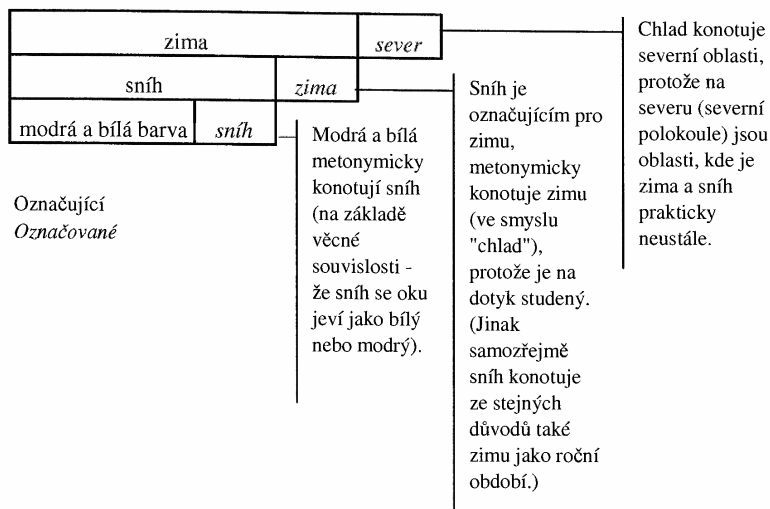 zima
sever
sníh
zima
modrá a bílá barva
sníh
Označující
Označované
Modrá a bílá
metonymicky
konotují sníh
(na základě
věcné
souvislosti -
že sníh se oku
jeví jako bílý
nebo modrý).
Sníh je
označujícím pro
zimu,
metonymicky
konotuje zimu
(ve smyslu
"chlad"),
protože je na
dotyk studený.
(Jinak
samozřejmě
sníh konotuje
ze stejných
důvodů také
zimu jako roční
období.)
Chlad konotuje
severní oblasti,
protože na
severu (severní
polokoule) jsou
oblasti, kde je
zima a sníh
prakticky
neustále.